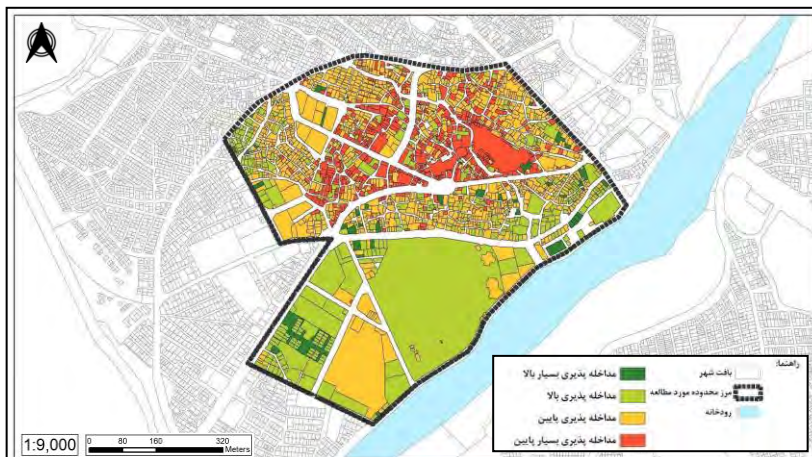 راهنما:
بافت شهر
مرز محدوده مورد مطالعه
رودخانه
مداخله پذیری بسیار بالا
مداخله پذیری بالا
مداخله پذیری پایین
مداخله پذیری بسیار پایین
1:9,000
0 80 160 320
Meters